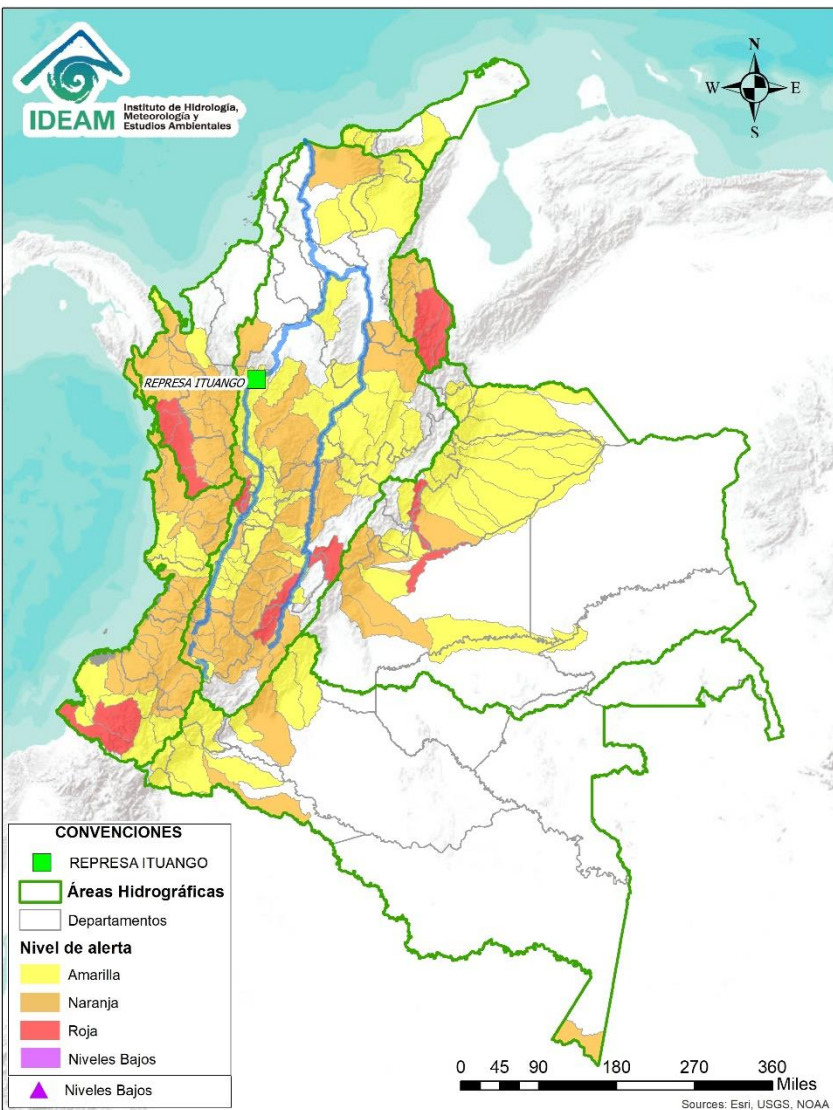 IDEAM
Instituto de Hidrología,
Meteorología y
Estudios Ambientales
N
W
E
S
REPRESA ITUANGO
CONVENCIONES
REPRESA ITUANGO
Áreas Hidrográficas
Departamentos
Nivel de alerta
Amarilla
Naranja
Roja
Niveles Bajos
Niveles Bajos
0 45 90 180 270 360
Miles
Sources: Esri, USGS, NOAA